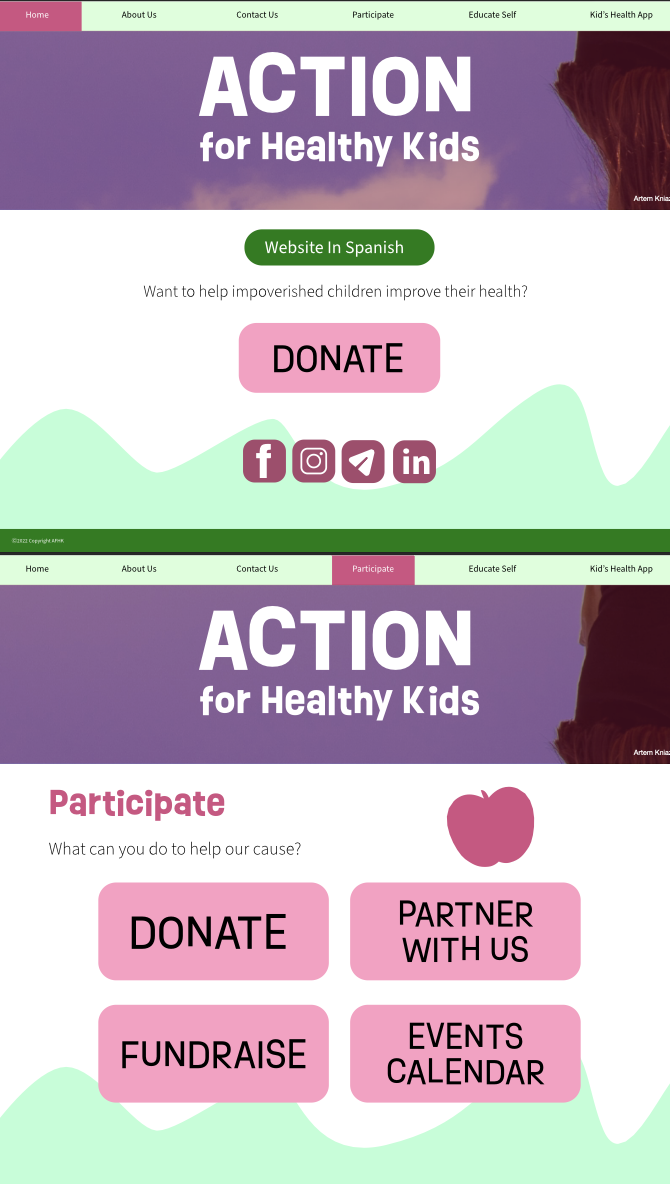 Home About Us Contact Us Participate Educate Self Kid's Health App
ACTION
for Healthy Kids
Artem
Website In Spanish
Want to help impoverished children improve their health?
DONATE
f in
©2022 Copyright AFHK
Home About Us Contact Us Participate Educate Self Kid's Health App
ACTION
for Healthy Kids
Artem
Participate
What can you do to help our cause?
DONATE
PARTNER
WITH US
FUNDRAISE
EVENTS
CALENDAR